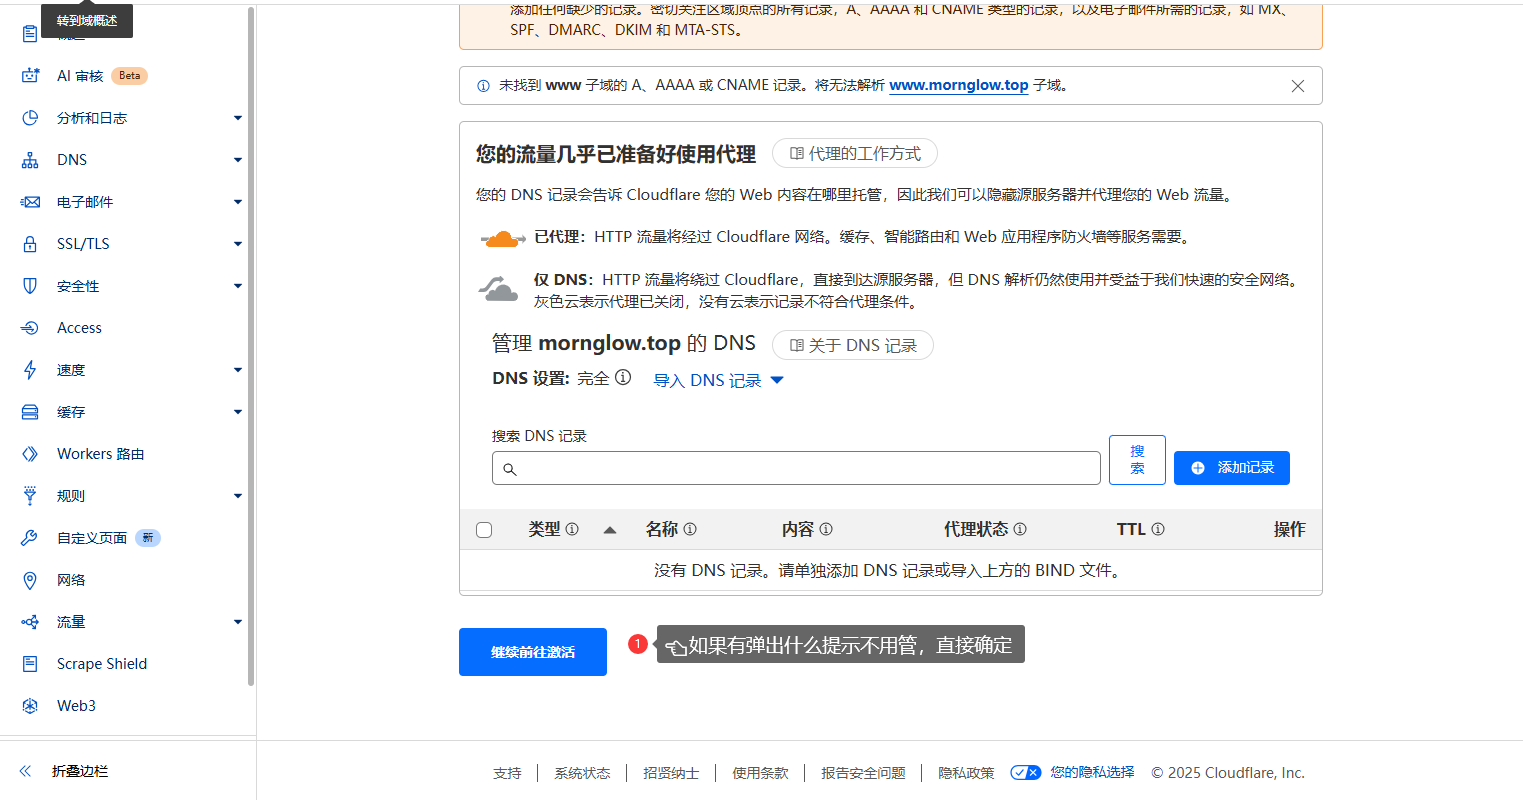 转到域概述
AI 审核 Beta
分析和日志
DNS
电子邮件
SSL/TLS
安全性
Access
速度
缓存
Workers 路由
规则
自定义页面 新
网络
流量
Scrape Shield
Web3
折叠边栏
添加任何缺少的记录。密切关注区域顶点的所有记录，A、AAAA 和 CNAME 类型的记录，以及电子邮件所需的记录，如 MX、
SPF、DMARC、DKIM 和 MTA-STS。
未找到 www 子域的 A、AAAA 或 CNAME 记录。将无法解析 www.mornglow.top 子域。
您的流量几乎已准备好使用代理 代理的工作方式
您的 DNS 记录会告诉 Cloudflare 您的 Web 内容在哪里托管，因此我们可以隐藏源服务器并代理您的 Web 流量。
已代理：HTTP 流量将经过 Cloudflare 网络。缓存、智能路由和 Web 应用程序防火墙等服务需要。
仅 DNS：HTTP 流量将绕过 Cloudflare，直接到达源服务器，但 DNS 解析仍然使用并受益于我们快速的安全网络。
灰色云表示代理已关闭，没有云表示记录不符合代理条件。
管理 mornglow.top 的 DNS 关于 DNS 记录
DNS 设置: 完全 导入 DNS 记录
搜索 DNS 记录
搜
索
添加记录
类型 名称 内容 代理状态 TTL 操作
没有 DNS 记录。请单独添加 DNS 记录或导入上方的 BIND 文件。
继续前往激活
1 如果有弹出什么提示不用管，直接确定
支持 系统状态 招贤纳士 使用条款 报告安全问题 隐私政策 您的隐私选择 © 2025 Cloudflare, Inc.